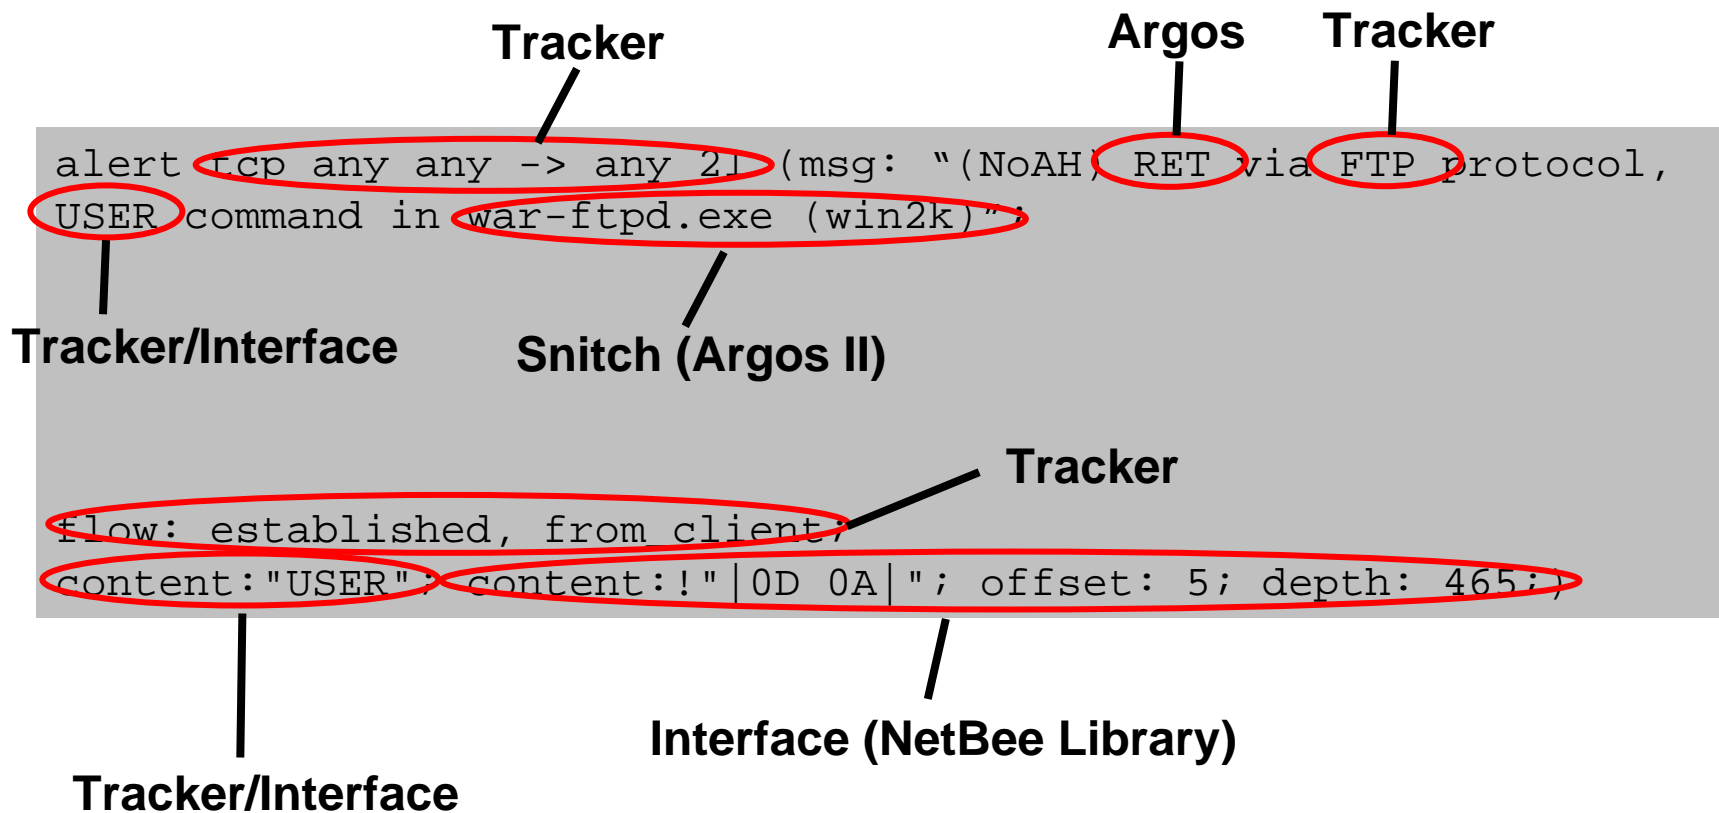 Tracker
Argos
Tracker
alert tcp any any -> any 21 (msg: “(NoAH) RET via FTP protocol,
USER command in war-ftpd.exe (win2k)”;
Tracker/Interface
Snitch (Argos II)
Tracker
flow: established, from_client;
content:"USER"; content:!"|0D 0A|"; offset: 5; depth: 465;)
Interface (NetBee Library)
Tracker/Interface